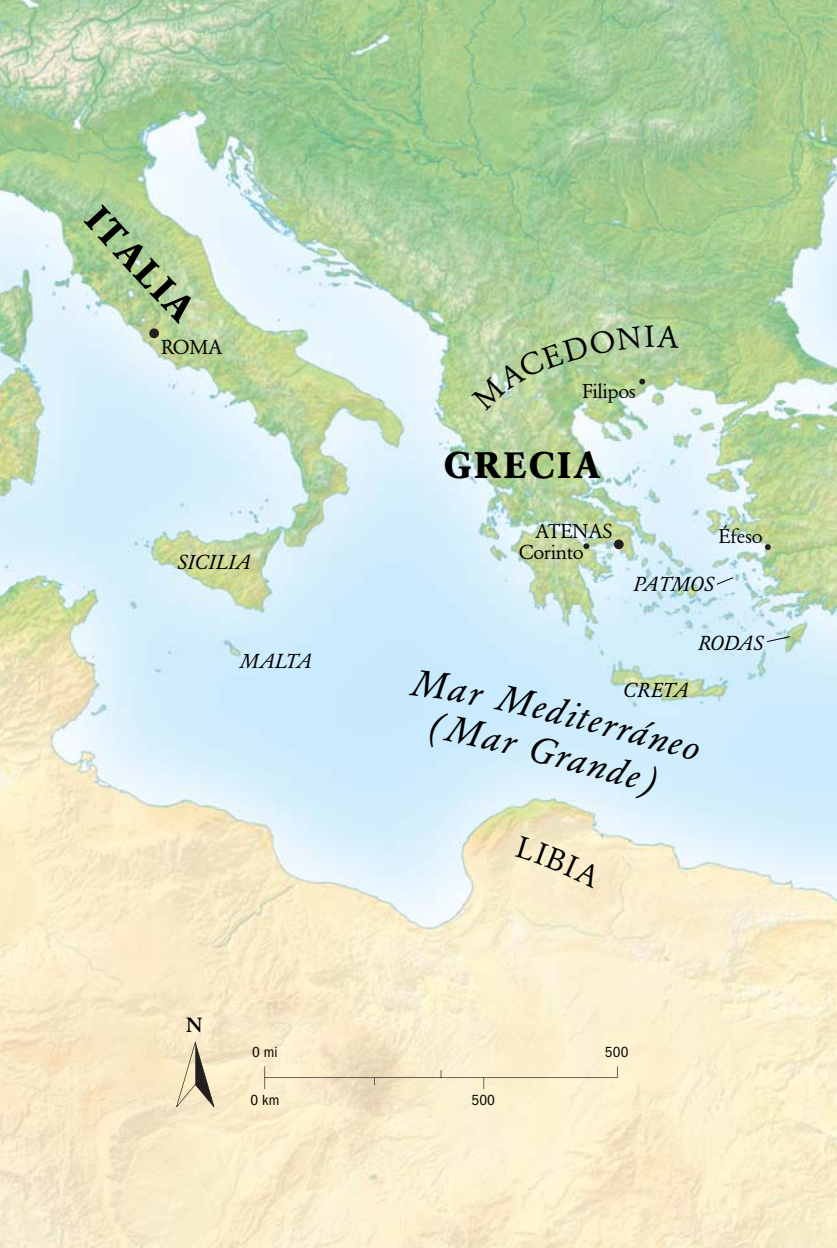 ITALIA
ROMA
MACEDONIA
Filipos
GRECIA
ATENAS
Corinto
Éfeso
SICILLA
PATMOS
RODAS
MALTA
CRETA
Mar Mediterráneo
(Mar Grande)
LIBIA
N
0 mi 500
0 km 500